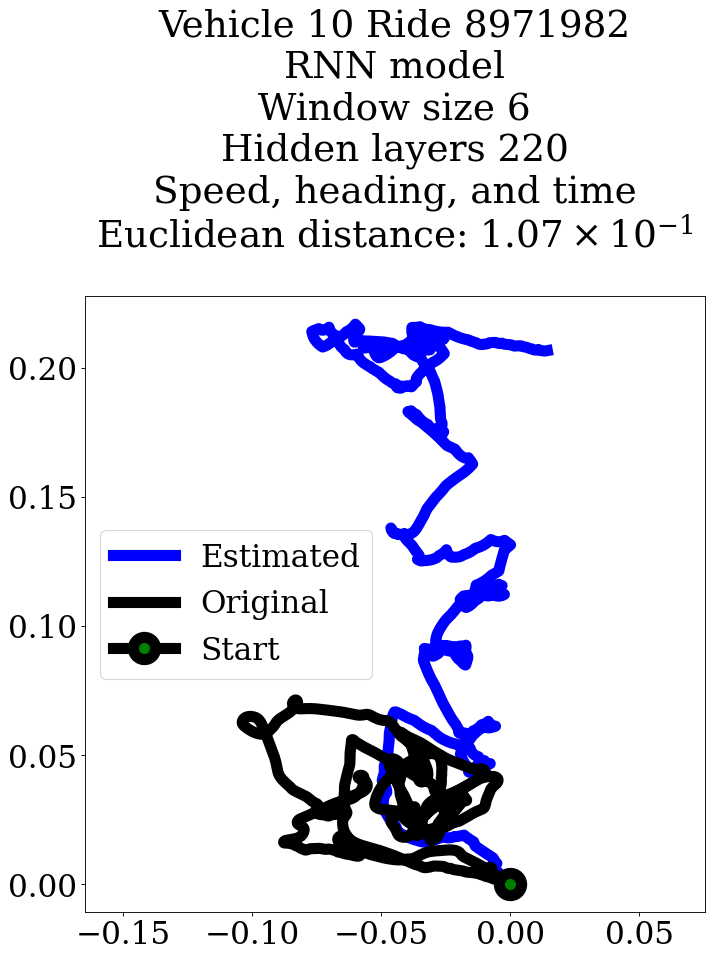 Vehicle 10 Ride 8971982
RNN model
Window size 6
Hidden layers 220
Speed, heading, and time
Euclidean distance: 1.07 × 10⁻¹
0.20
0.15
0.10
0.05
0.00
Estimated
Original
Start
−0.15 −0.10 −0.05 0.00 0.05